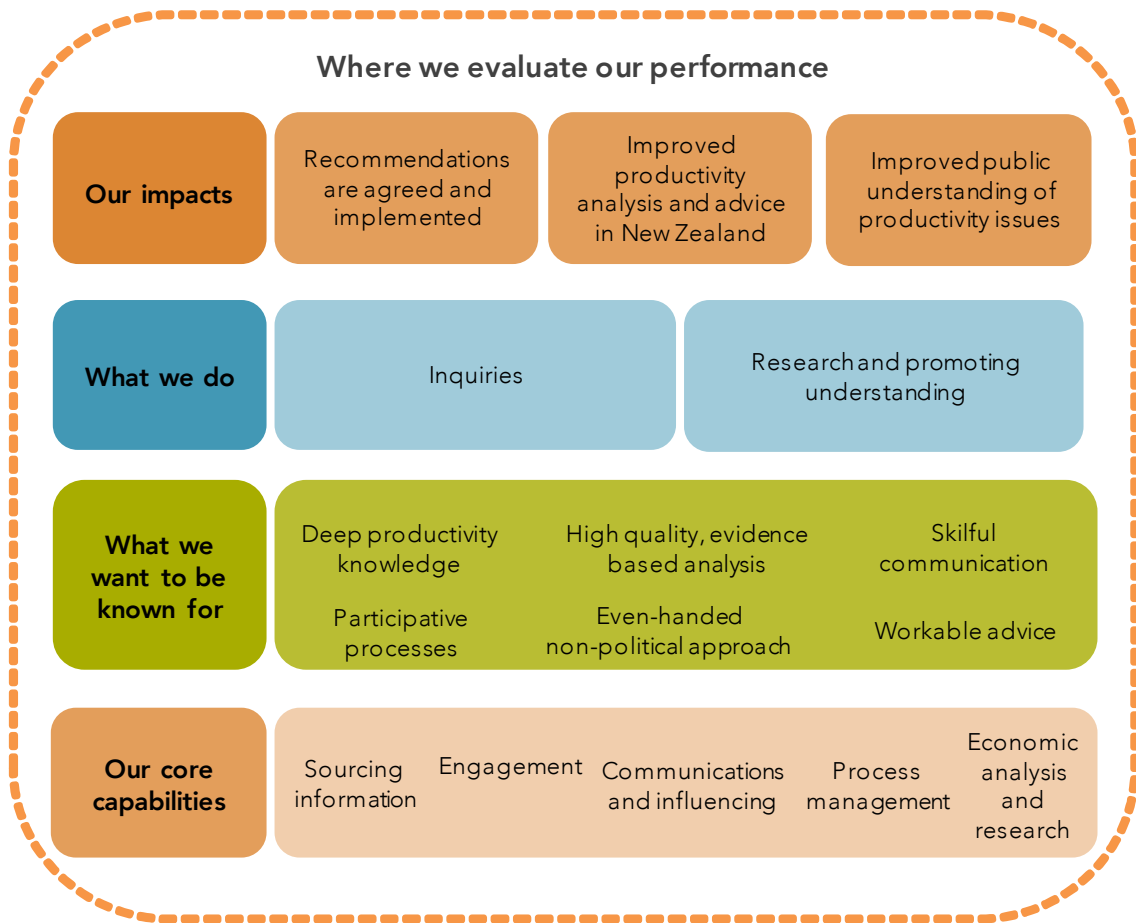 Where we evaluate our performance
Our impacts
Recommendations
are agreed and
implemented
Improved
productivity
analysis and advice
in New Zealand
Improved public
understanding of
productivity issues
What we do
Inquiries
Research and promoting
understanding
What we
want to be
known for
Deep productivity
knowledge
High quality, evidence
based analysis
Skilful
communication
Participative
processes
Even-handed
non-political approach
Workable advice
Our core
capabilities
Sourcing
information
Engagement
Communications
and influencing
Process
management
Economic
analysis
and
research